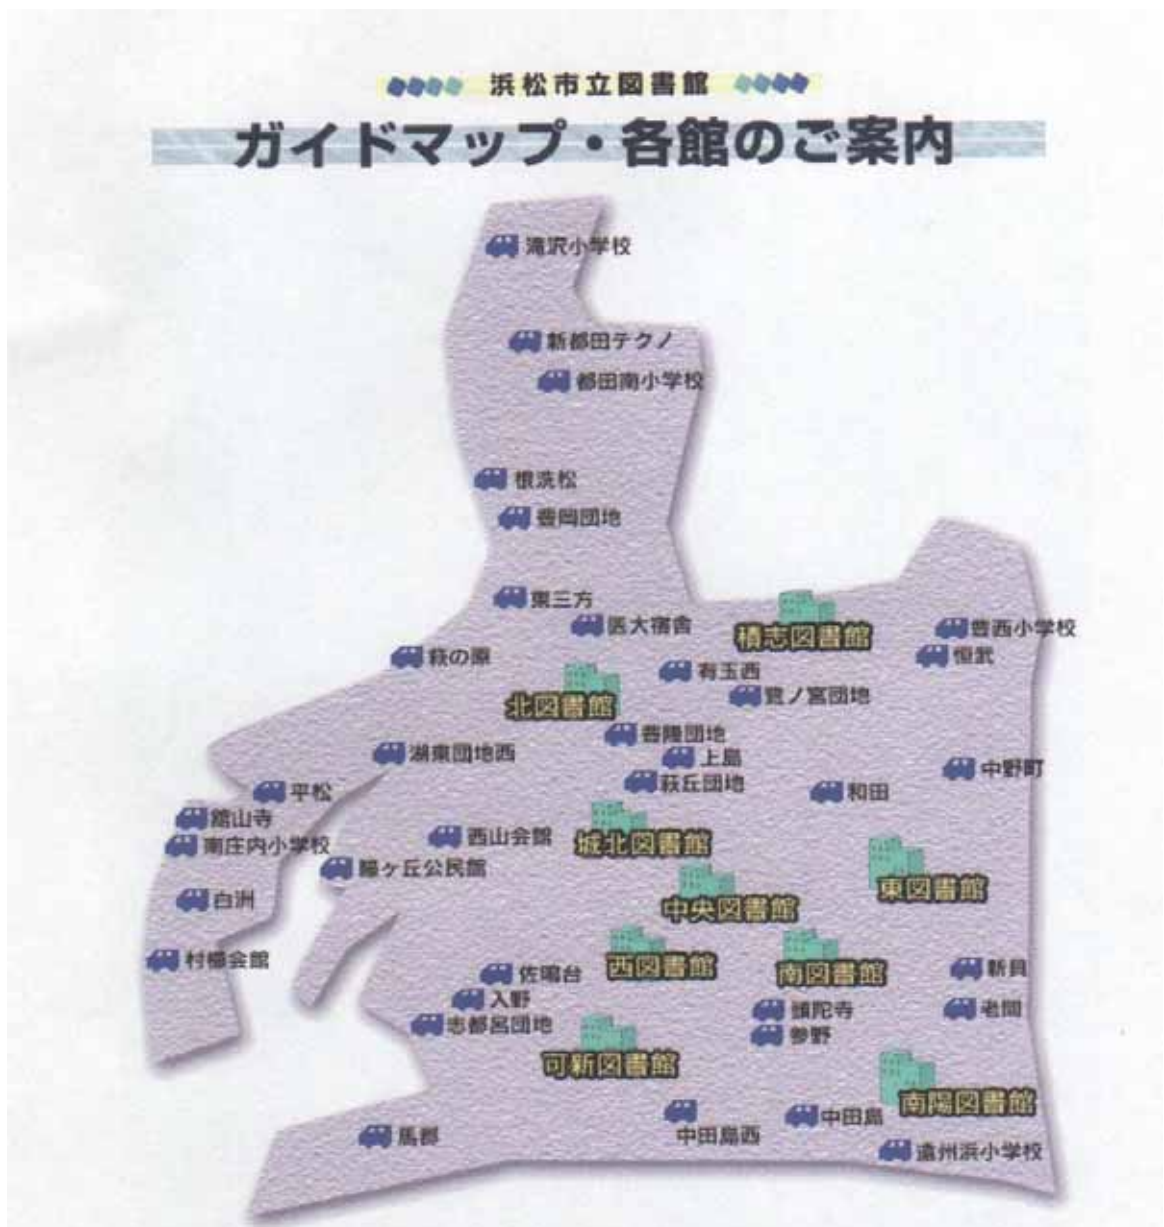 浜松市立図書館
ガイドマップ・各館のご案内
滝沢小学校
新都田テクノ
都田南小学校
根洗松
豊岡団地
東三方
医大宿舎
積志図書館
豊西小学校
萩の原
恒武
有玉西
北図書館
鷺ノ宮団地
葵隆団地
湖東団地西
上島
中野町
萩丘団地
平松
和田
舘山寺
西山会館
城北図書館
南庄内小学校
瞳ヶ丘公民館
東図書館
白洲
中央図書館
村櫛会館
佐鳴台
西図書館
南図書館
新貝
入野
頭陀寺
老間
志都呂団地
参野
可新図書館
南陽図書館
中田島
馬郡
中田島西
遠州浜小学校